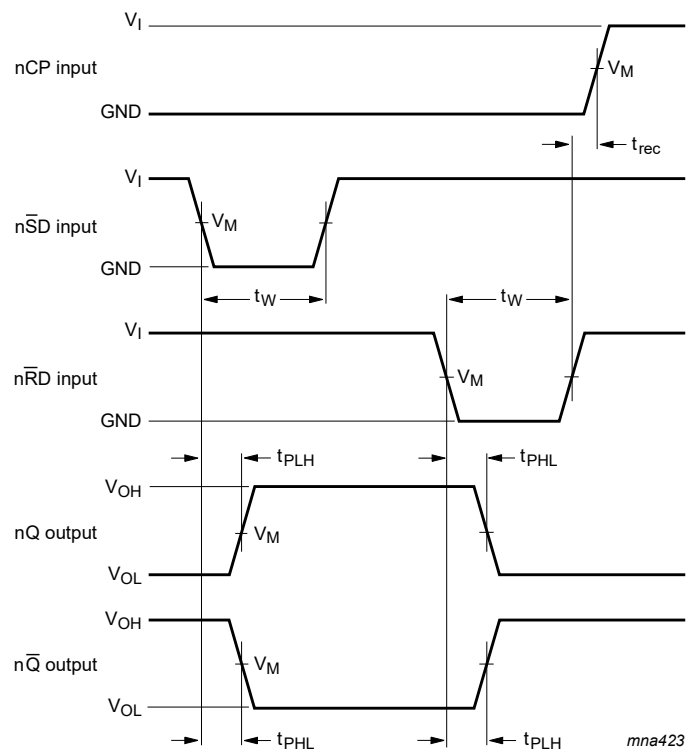 V_I
nCP input
V_M
GND
t_rec
V_I
nS̅D input
V_M
GND
t_W
t_W
V_I
nR̅D input
V_M
GND
t_PLH
t_PHL
V_OH
nQ output
V_M
V_OL
V_OH
nQ̅ output
V_M
V_OL
t_PHL
t_PLH
mna423